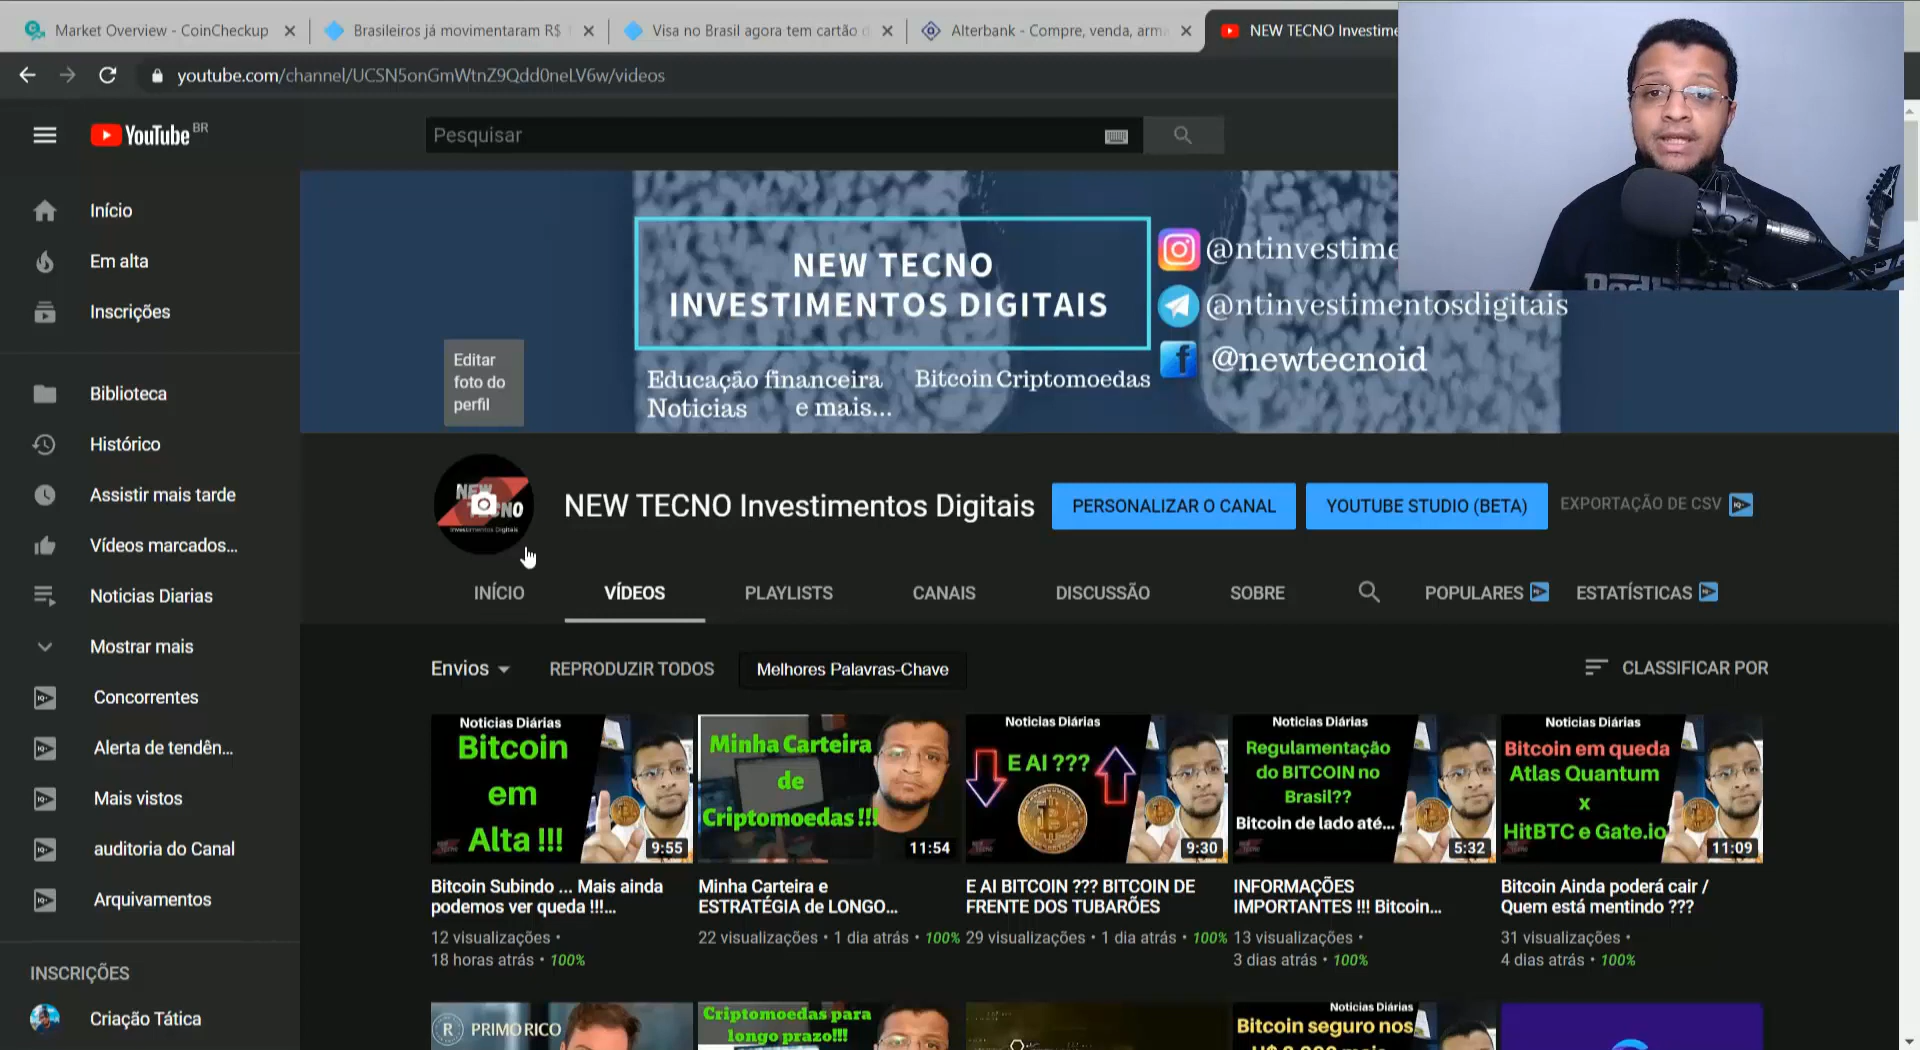 Market Overview - CoinCheckup
Brasileiros já movimentaram R$
Visa no Brasil agora tem cartão
Alterbank - Compre, venda, arm
NEW TECNO Investime
youtube.com/channel/UCSN5onGmWtnZ9Qdd0neLV6w/videos
YouTube BR
Pesquisar
Início
Em alta
Inscrições
Biblioteca
Histórico
Assistir mais tarde
Vídeos marcados...
Noticias Diarias
Mostrar mais
Concorrentes
Alerta de tendên...
Mais vistos
auditoria do Canal
Arquivamentos
INSCRIÇÕES
Criação Tática
NEW TECNO
INVESTIMENTOS DIGITAIS
@ntinvestime
@ntinvestimentosdigitais
@newtecnoid
Educação financeira
Bitcoin Criptomoedas
Noticias
e mais...
Editar
foto do
perfil
NEW
TECNO
Investimentos Digitais
NEW TECNO Investimentos Digitais
PERSONALIZAR O CANAL
YOUTUBE STUDIO (BETA)
EXPORTAÇÃO DE CSV
INÍCIO
VÍDEOS
PLAYLISTS
CANAIS
DISCUSSÃO
SOBRE
POPULARES
ESTATÍSTICAS
Envios
REPRODUZIR TODOS
Melhores Palavras-Chave
CLASSIFICAR POR
Noticias Diárias
Bitcoin
em
Alta !!!
9:55
Bitcoin Subindo ... Mais ainda
podemos ver queda !!!...
12 visualizações •
18 horas atrás • 100%
Minha Carteira
de
Criptomoedas !!!
11:54
Minha Carteira e
ESTRATÉGIA de LONGO...
22 visualizações • 1 dia atrás • 100%
Noticias Diárias
E AI ???
9:30
E AI BITCOIN ??? BITCOIN DE
FRENTE DOS TUBARÕES
29 visualizações • 1 dia atrás • 100%
Noticias Diárias
Regulamentação
do BITCOIN no
Brasil??
Bitcoin de lado até...
5:32
INFORMAÇÕES
IMPORTANTES !!! Bitcoin...
13 visualizações •
3 dias atrás • 100%
Noticias Diárias
Bitcoin em queda
Atlas Quantum
x
HitBTC e Gate.io
11:09
Bitcoin Ainda poderá cair /
Quem está mentindo ???
31 visualizações •
4 dias atrás • 100%
R PRIMO RICO
Criptomoedas para
longo prazo!!!
Noticias Diárias
Bitcoin seguro nos